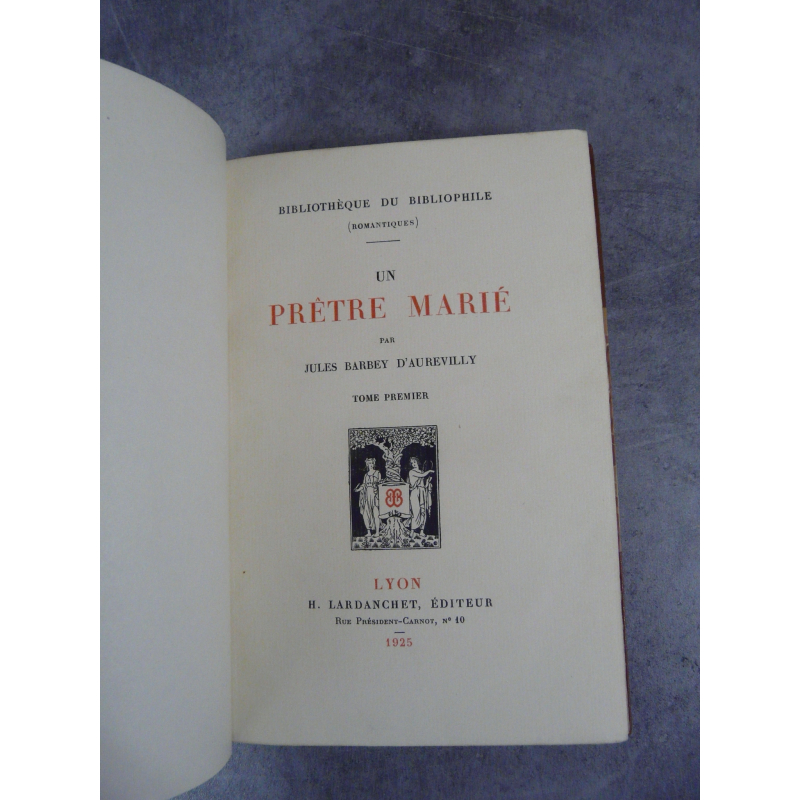 BIBLIOTHÈQUE DU BIBLIOPHILE
(ROMANTIQUES)
UN
PRÊTRE MARIÉ
PAR
JULES BARBEY D'AUREVILLY
TOME PREMIER
LYON
H. LARDANCHET, ÉDITEUR
RUE PRÉSIDENT-CARNOT, Nº 10
1925